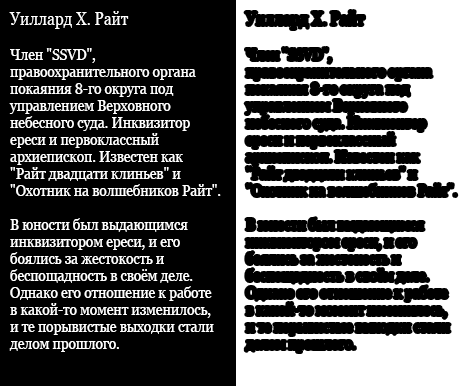 Уиллард Х. Райт
Член "SSVD",
правоохранительного органа
покаяния 8-го округа под
управлением Верховного
небесного суда. Инквизитор
ереси и первоклассный
архиепископ. Известен как
"Райт двадцати клиньев" и
"Охотник на волшебников Райт".
В юности был выдающимся
инквизитором ереси, и его
боялись за жестокость и
беспощадность в своём деле.
Однако его отношение к работе
в какой-то момент изменилось,
и те порывистые выходки стали
делом прошлого.
Уиллард Х. Райт
Член "SSVD",
правоохранительного органа
покаяния 8-го округа под
управлением Верховного
небесного суда. Инквизитор
ереси и первоклассный
архиепископ. Известен как
"Райт двадцати клиньев" и
"Охотник на волшебников Райт".
В юности был выдающимся
инквизитором ереси, и его
боялись за жестокость и
беспощадность в своём деле.
Однако его отношение к работе
в какой-то момент изменилось,
и те порывистые выходки стали
делом прошлого.